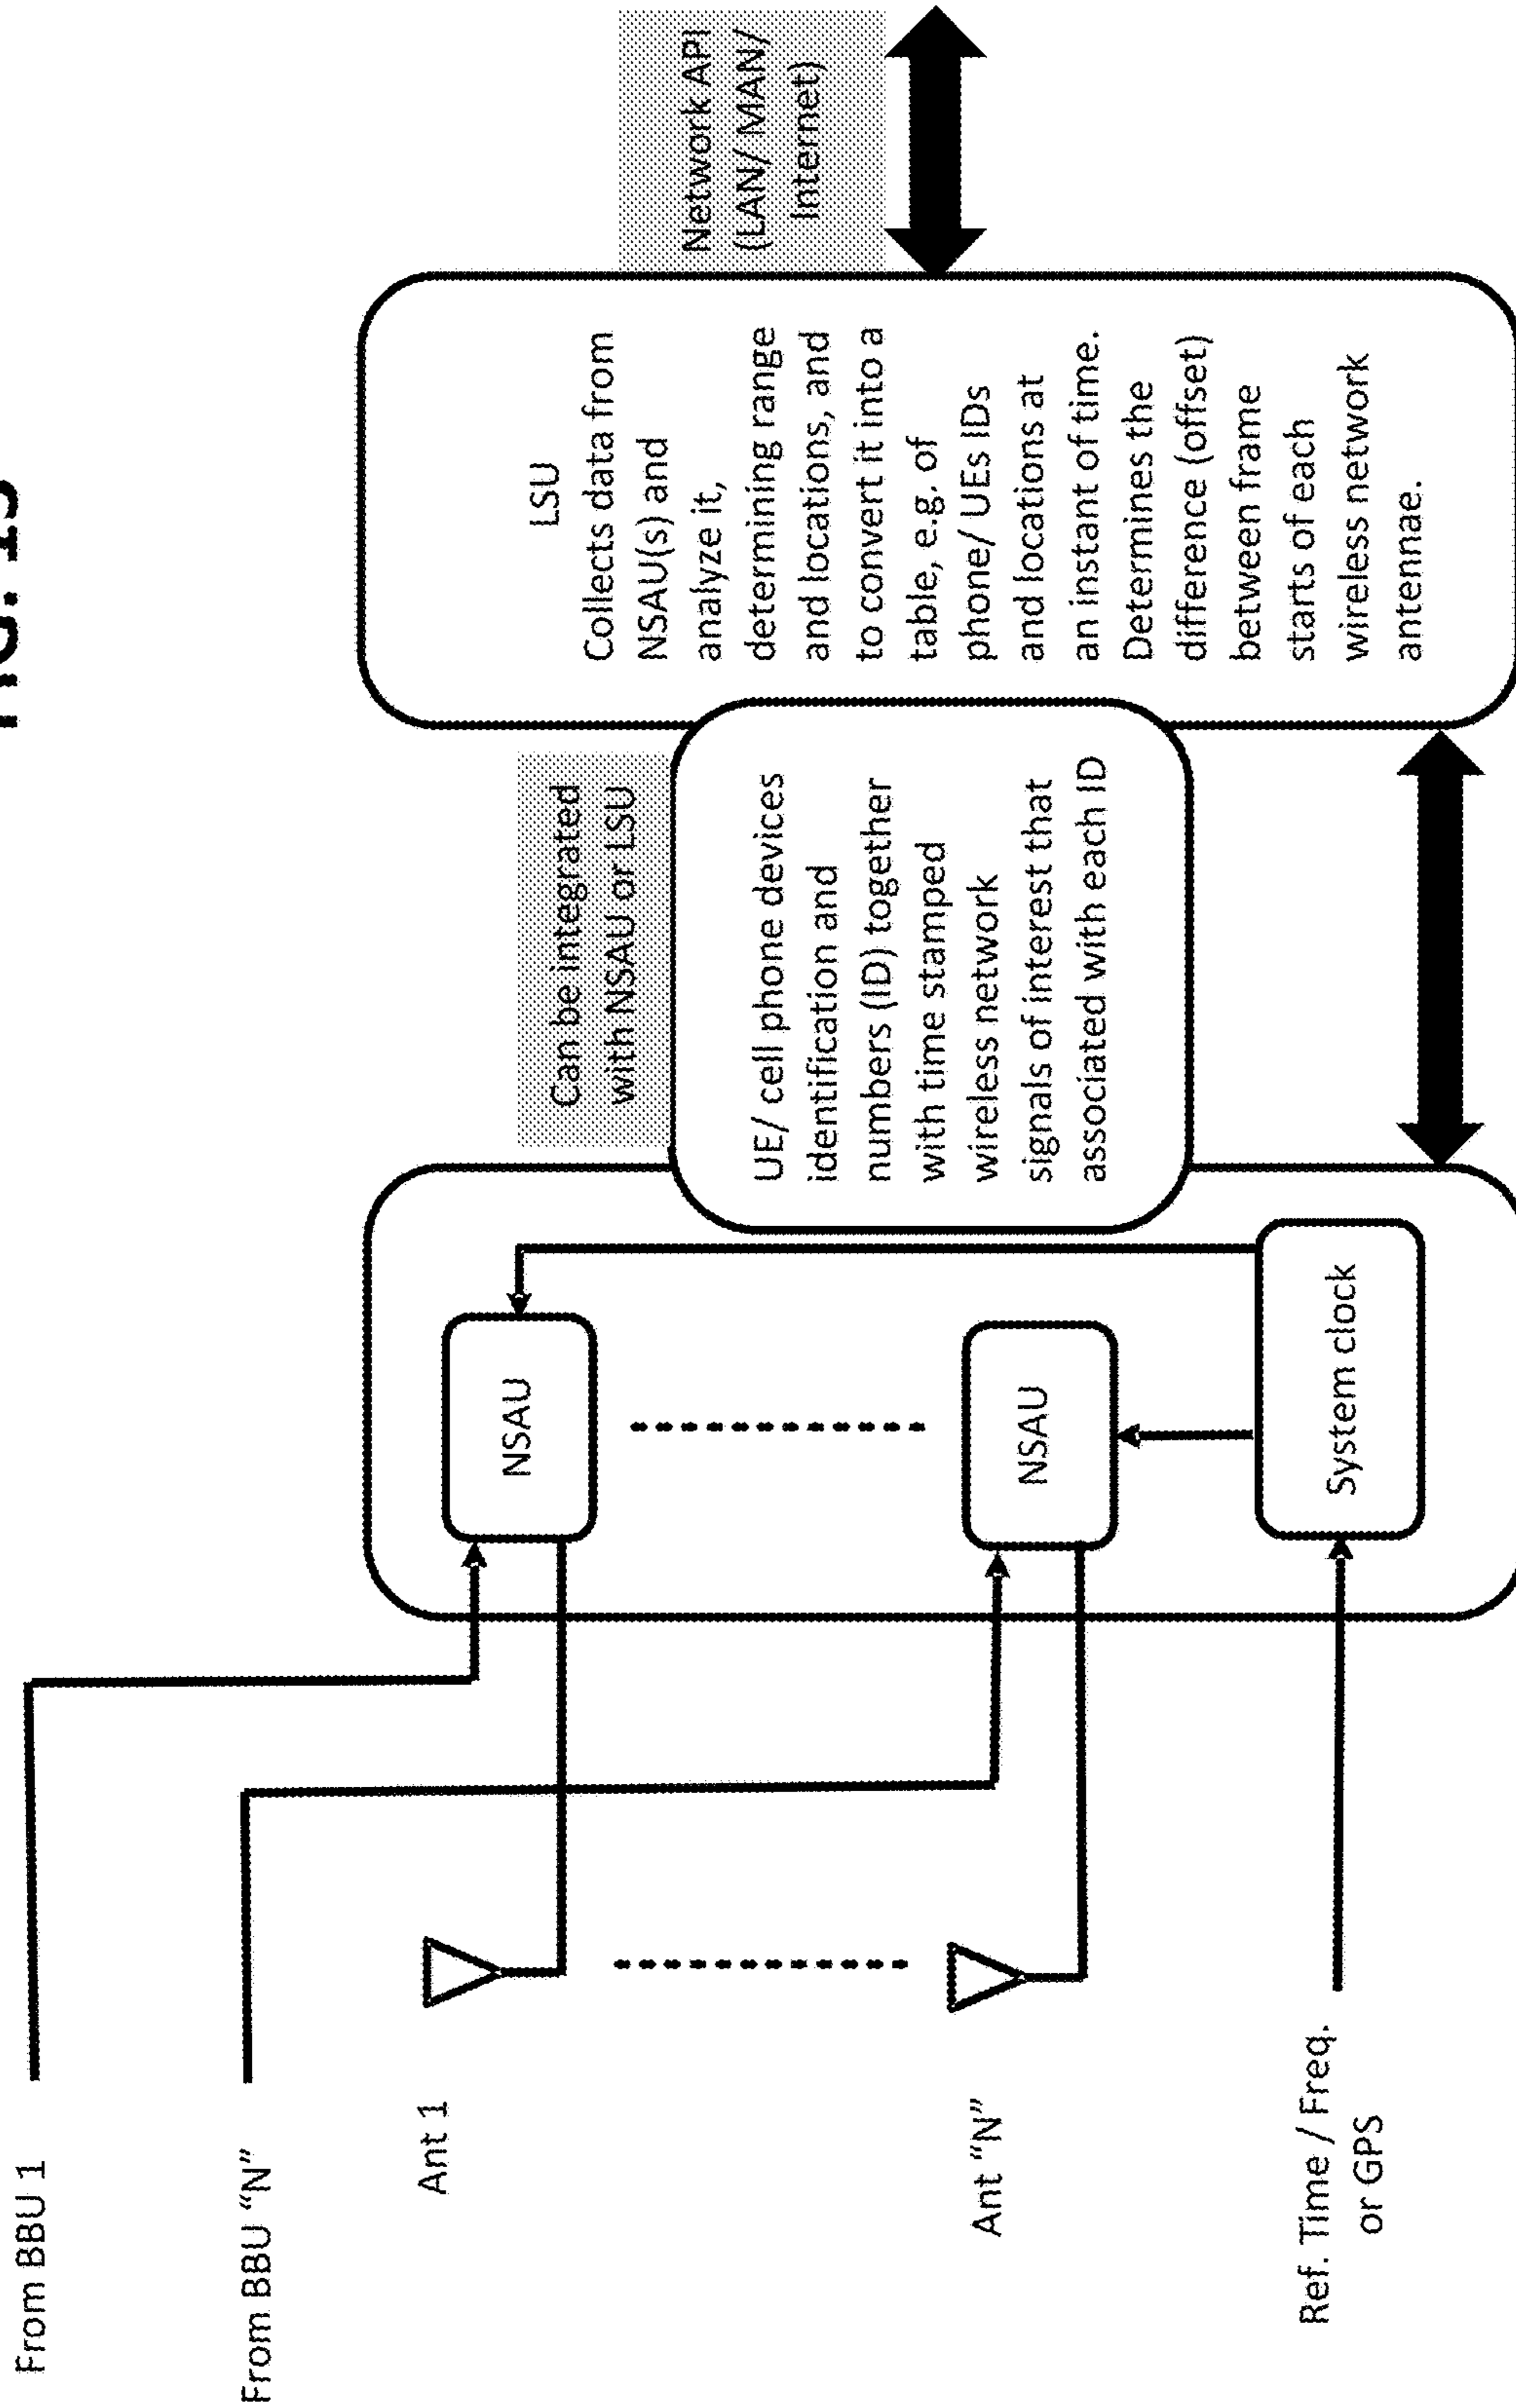 FIG.
From BBU 1
From BBU "N"
Ant 1
Ant "N"
Ref. Time / Freq.
or GPS
NSAU
NSAU
System clock
Can be integrated
with NSAU or LSU
UE/ cell phone devices
identification and
numbers (ID) together
with time stamped
wireless network
signals of interest that
associated with each ID
LSU
Collects data from
NSAU(s) and
analyze it,
determining range
and locations, and
to convert it into a
table, e.g. of
phone/ UEs IDs
and locations at
an instant of time.
Determines the
difference (offset)
between frame
starts of each
wireless network
antennae.
Network API
(LAN/ MAN/
Internet)